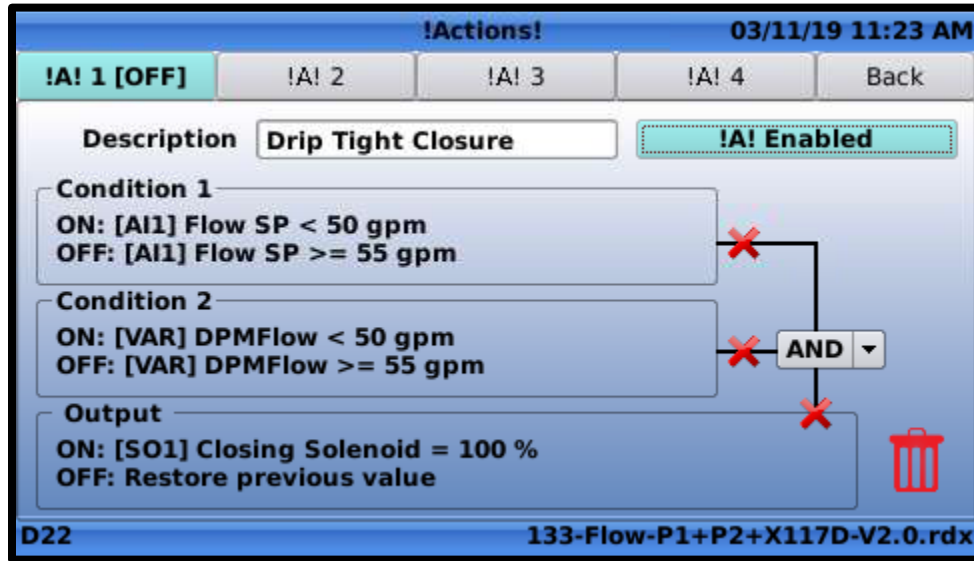 !Actions! 03/11/19 11:23 AM
!A! 1 [OFF] !A! 2 !A! 3 !A! 4 Back
Description Drip Tight Closure !A! Enabled
Condition 1
ON: [AI1] Flow SP < 50 gpm
OFF: [AI1] Flow SP >= 55 gpm
Condition 2
ON: [VAR] DPMFlow < 50 gpm
OFF: [VAR] DPMFlow >= 55 gpm
AND
Output
ON: [SO1] Closing Solenoid = 100 %
OFF: Restore previous value
D22 133-Flow-P1+P2+X117D-V2.0.rdx